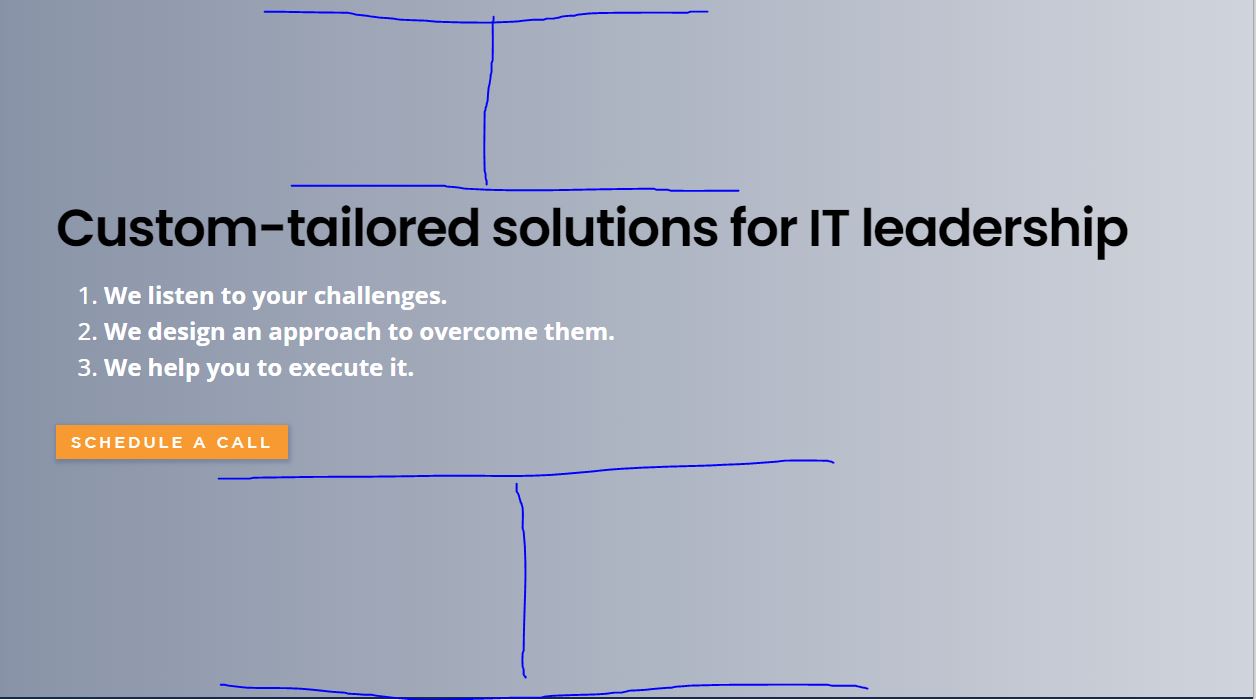 Custom-tailored solutions for IT leadership
1. We listen to your challenges.
2. We design an approach to overcome them.
3. We help you to execute it.
SCHEDULE A CALL